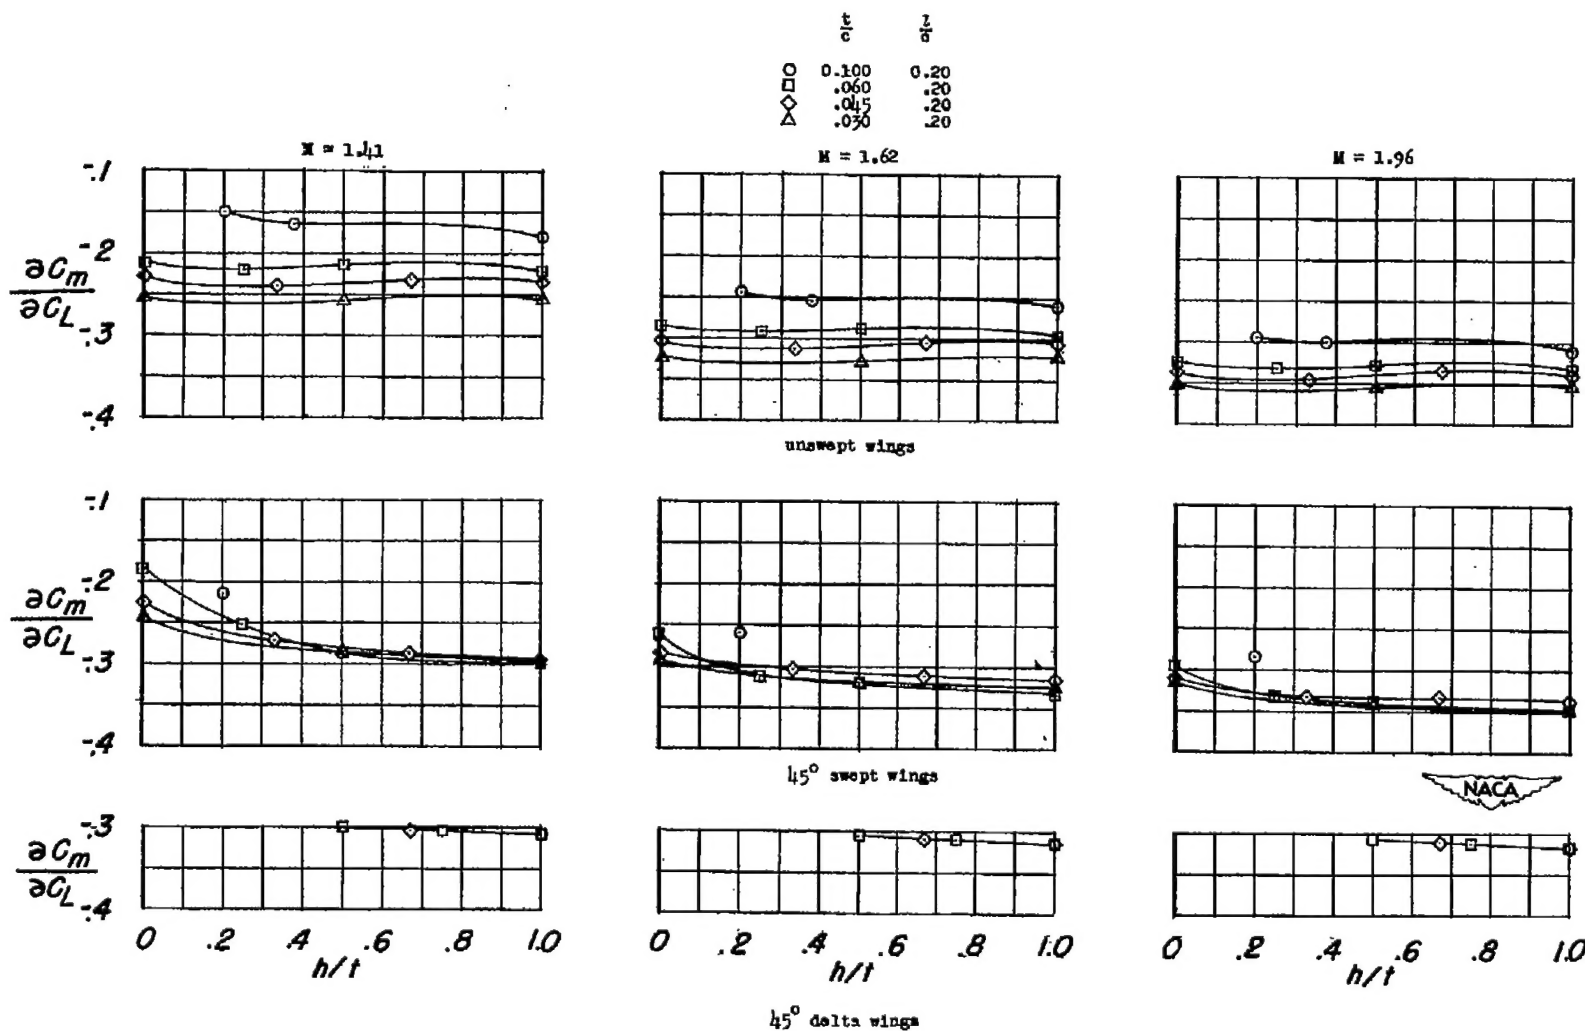 t/c l/c
0.100 0.20
.060 .20
.045 .20
.030 .20
M = 1.41 M = 1.62 M = 1.96
∂Cm/∂CL
-.1
-.2
-.3
-.4
unswept wings
∂Cm/∂CL
-.1
-.2
-.3
-.4
45° swept wings
NACA
∂Cm/∂CL
-.3
-.4
0 .2 .4 .6 .8 1.0 0 .2 .4 .6 .8 1.0 0 .2 .4 .6 .8 1.0
h/t h/t h/t
45° delta wings